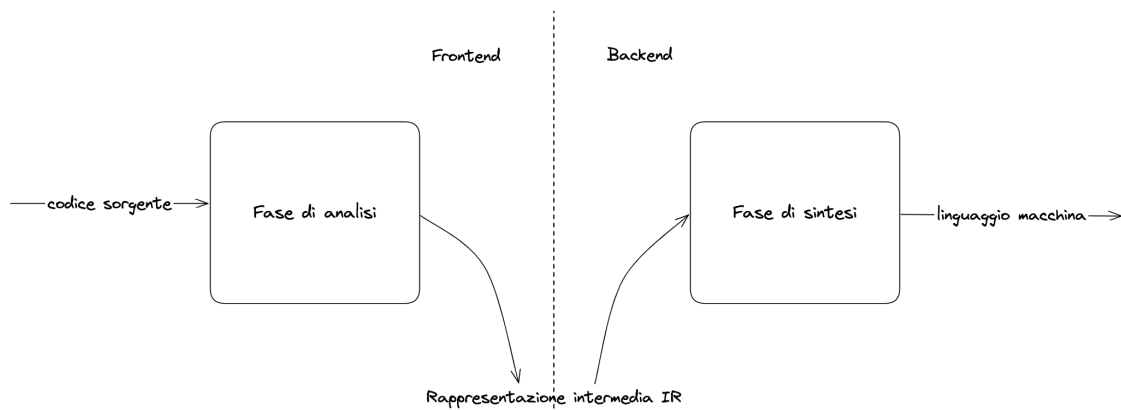 Frontend
Backend
codice sorgente
Fase di analisi
Fase di sintesi
linguaggio macchina
Rappresentazione intermedia IR